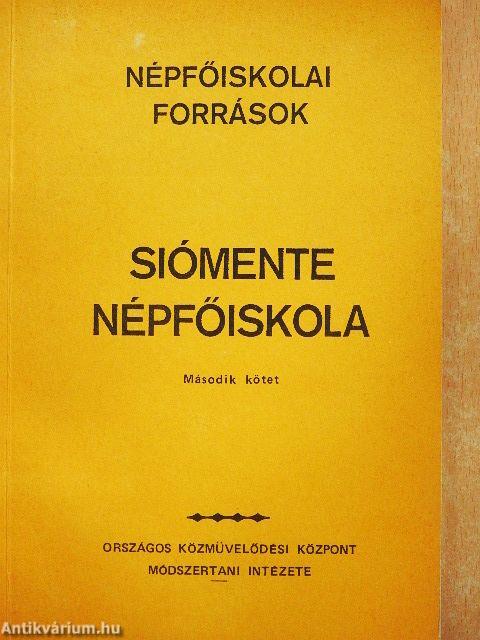 NÉPFŐISKOLAI
FORRÁSOK
SIÓMENTE
NÉPFŐISKOLA
Második kötet
ORSZÁGOS KÖZMŰVELŐDÉSI KÖZPONT
MÓDSZERTANI INTÉZETE
Antikvárium.hu